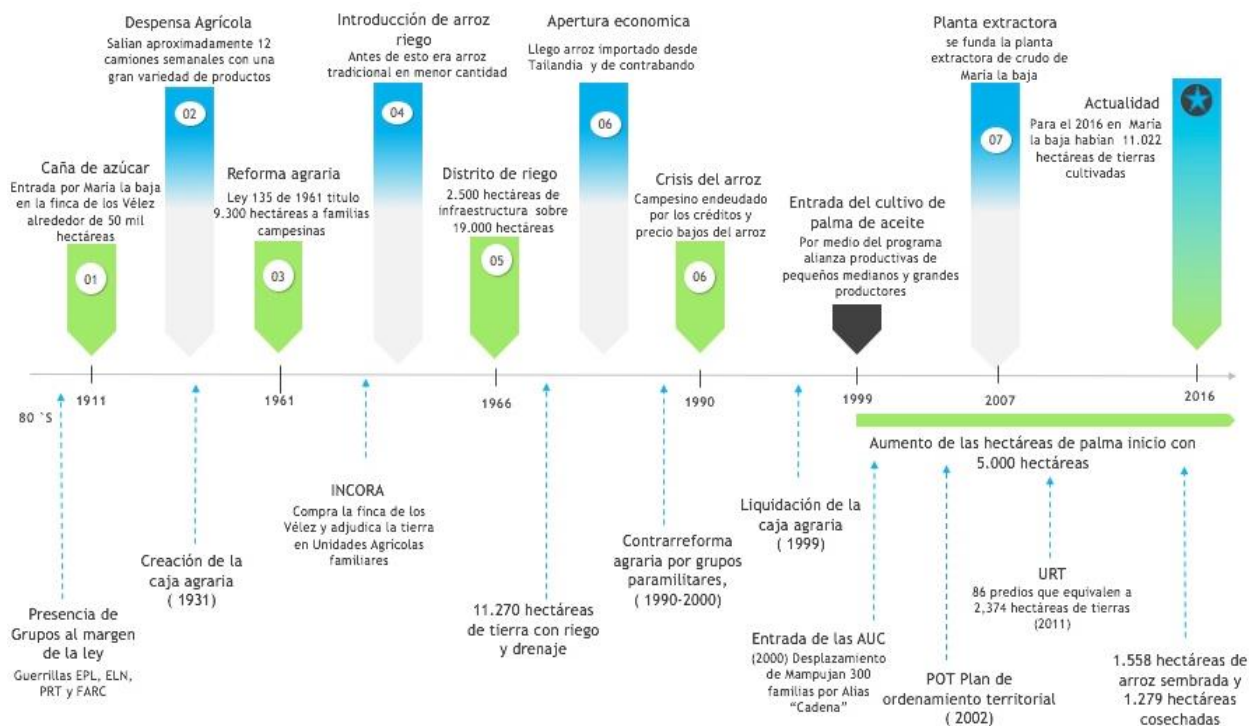 Despensa Agrícola
Salían aproximadamente 12
camiones semanales con una
gran variedad de productos
Introducción de arroz
riego
Antes de esto era arroz
tradicional en menor cantidad
Apertura economica
Llego arroz importado desde
Tailandia y de contrabando
Planta extractora
se funda la planta
extractora de crudo de
María la baja
Actualidad
Para el 2016 en María
la baja habían 11.022
hectáreas de tierras
cultivadas
02
04
06
07
Caña de azúcar
Entrada por María la baja
en la finca de los Vélez
alrededor de 50 mil
hectáreas
Reforma agraria
Ley 135 de 1961 titulo
9.300 hectáreas a familias
campesinas
Distrito de riego
2.500 hectáreas de
infraestructura sobre
19.000 hectáreas
Crisis del arroz
Campesino endeudado
por los créditos y
precio bajos del arroz
Entrada del cultivo de
palma de aceite
Por medio del programa
alianza productivas de
pequeños medianos y grandes
productores
01
03
05
06
80 `S
1911
1961
1966
1990
1999
2007
2016
Aumento de las hectáreas de palma inicio con
5.000 hectáreas
Presencia de
Grupos al margen
de la ley
Guerrillas EPL, ELN,
PRT y FARC
Creación de la
caja agraria
( 1931)
INCORA
Compra la finca de los
Vélez y adjudica la tierra
en Unidades Agrícolas
familiares
11.270 hectáreas
de tierra con riego
y drenaje
Contrarreforma
agraria por grupos
paramilitares,
( 1990-2000)
Liquidación de la
caja agraria
( 1999)
Entrada de las AUC
(2000) Desplazamiento
de Mampujan 300
familias por Alias
"Cadena"
POT Plan de
ordenamiento territorial
( 2002)
URT
86 predios que equivalen a
2,374 hectáreas de tierras
(2011)
1.558 hectáreas de
arroz sembrada y
1.279 hectáreas
cosechadas